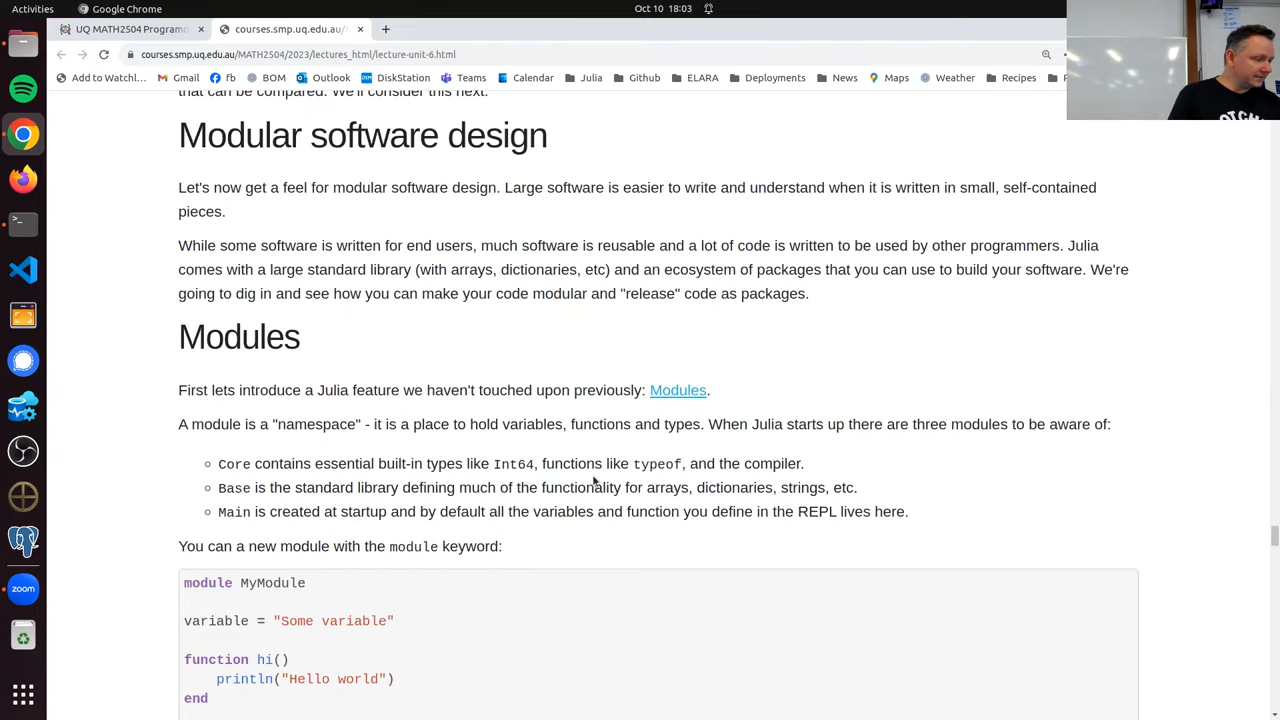 Activities
Google Chrome
Oct 10 18:03
UQ MATH2504 Programm
courses.smp.uq.edu.au/
courses.smp.uq.edu.au/MATH2504/2023/lectures_html/lecture-unit-6.html
Add to Watchl... Gmail fb BOM Outlook DiskStation Teams Calendar Julia Github ELARA Deployments News Maps Weather Recipes
that can be compared. We'll consider this next.
Modular software design
Let's now get a feel for modular software design. Large software is easier to write and understand when it is written in small, self-contained
pieces.
While some software is written for end users, much software is reusable and a lot of code is written to be used by other programmers. Julia
comes with a large standard library (with arrays, dictionaries, etc) and an ecosystem of packages that you can use to build your software. We're
going to dig in and see how you can make your code modular and "release" code as packages.
Modules
First lets introduce a Julia feature we haven't touched upon previously: Modules.
A module is a "namespace" - it is a place to hold variables, functions and types. When Julia starts up there are three modules to be aware of:
Core contains essential built-in types like Int64, functions like typeof, and the compiler.
Base is the standard library defining much of the functionality for arrays, dictionaries, strings, etc.
Main is created at startup and by default all the variables and function you define in the REPL lives here.
You can a new module with the module keyword:
module MyModule
variable = "Some variable"
function hi()
println("Hello world")
end
zoom